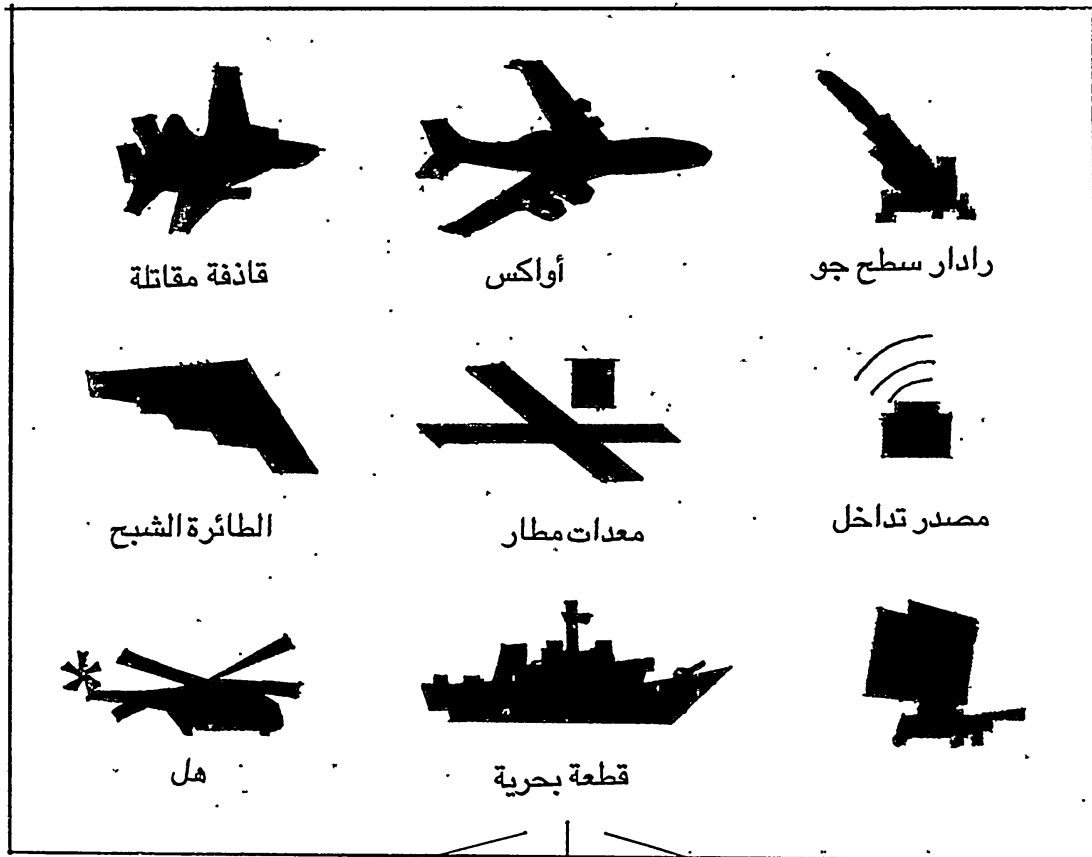 رادار سطح جو
أواكس
قاذفة مقاتلة
مصدر تداخل
معدات مطار
الطائرة الشبح
قطعة بحرية
هل